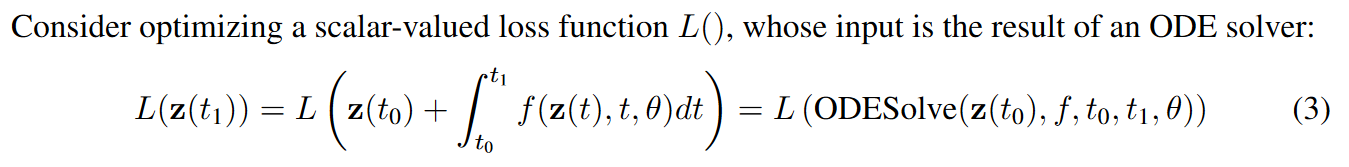 Consider optimizing a scalar-valued loss function L(), whose input is the result of an ODE solver:
L(z(t₁)) = L ( z(t₀) + ∫_{t₀}^{t₁} f(z(t), t, θ)dt ) = L (ODESolve(z(t₀), f, t₀, t₁, θ)) (3)